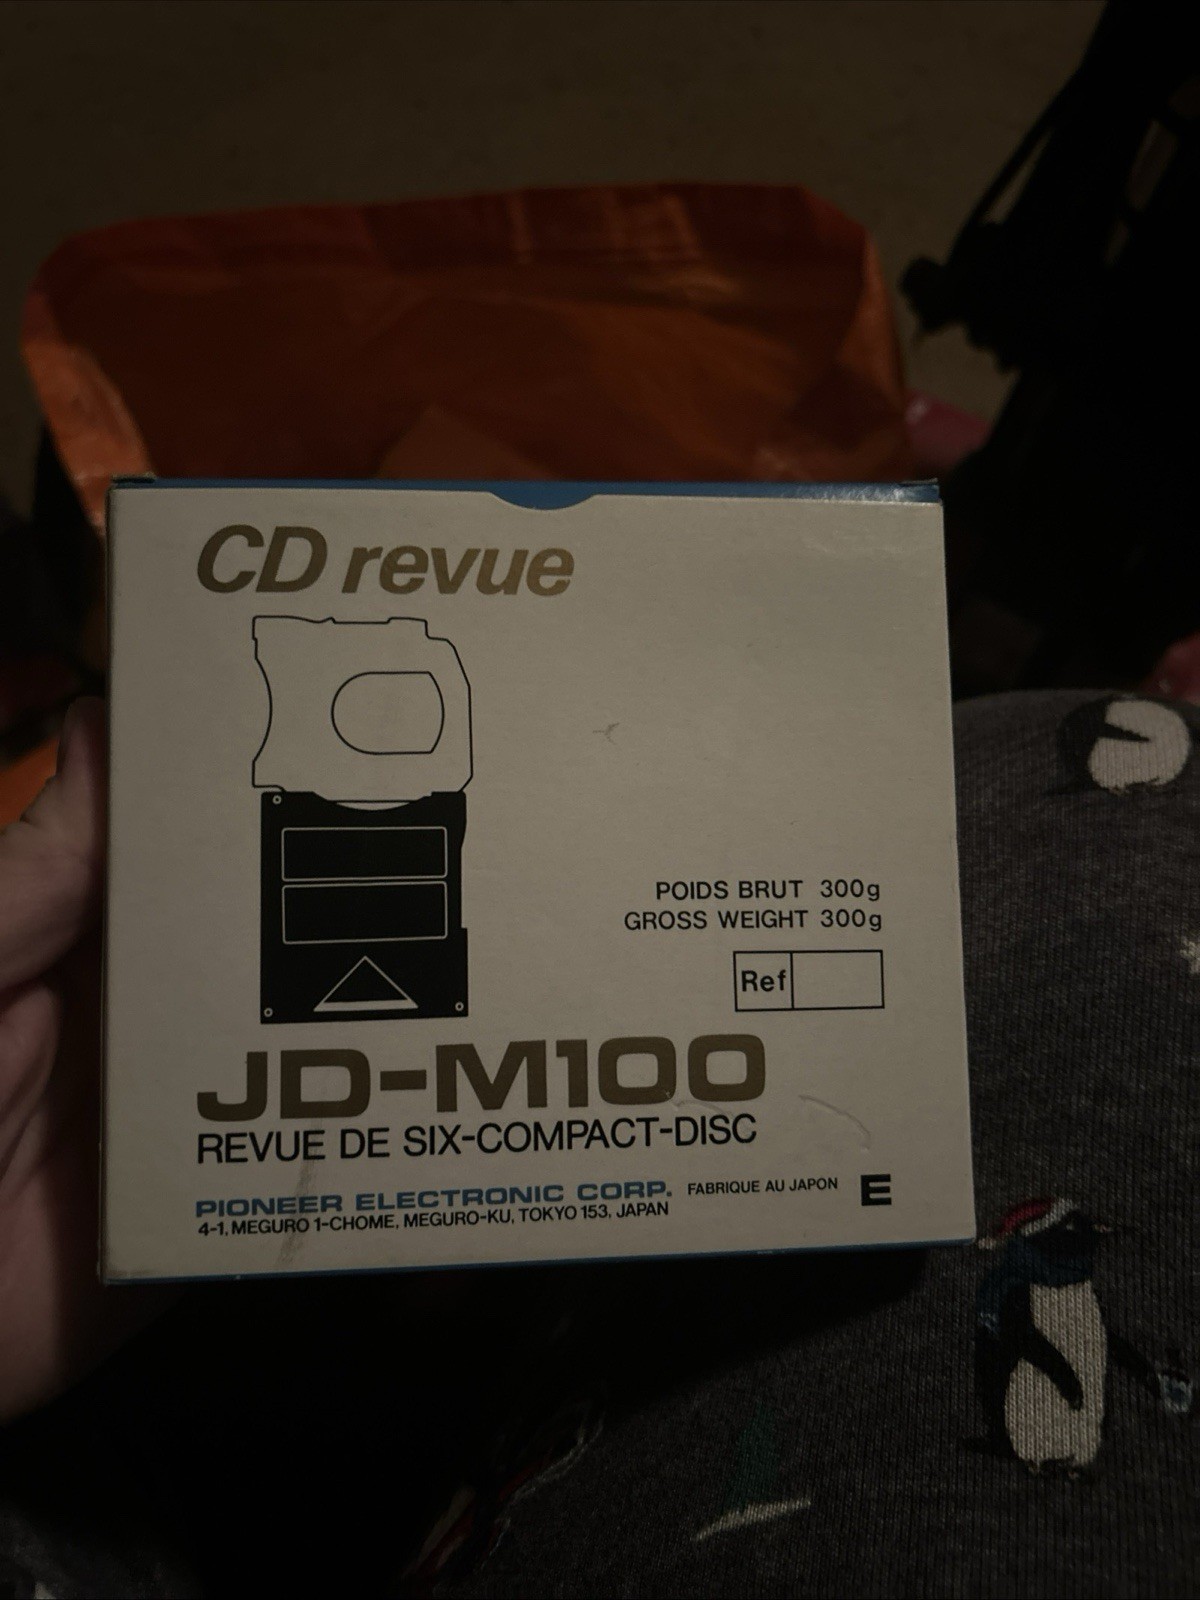 CD revue
POIDS BRUT 300g
GROSS WEIGHT 300g
Ref
JD-M100
REVUE DE SIX-COMPACT-DISC
PIONEER ELECTRONIC CORP. FABRIQUE AU JAPON E
4-1, MEGURO 1-CHOME, MEGURO-KU, TOKYO 153, JAPAN